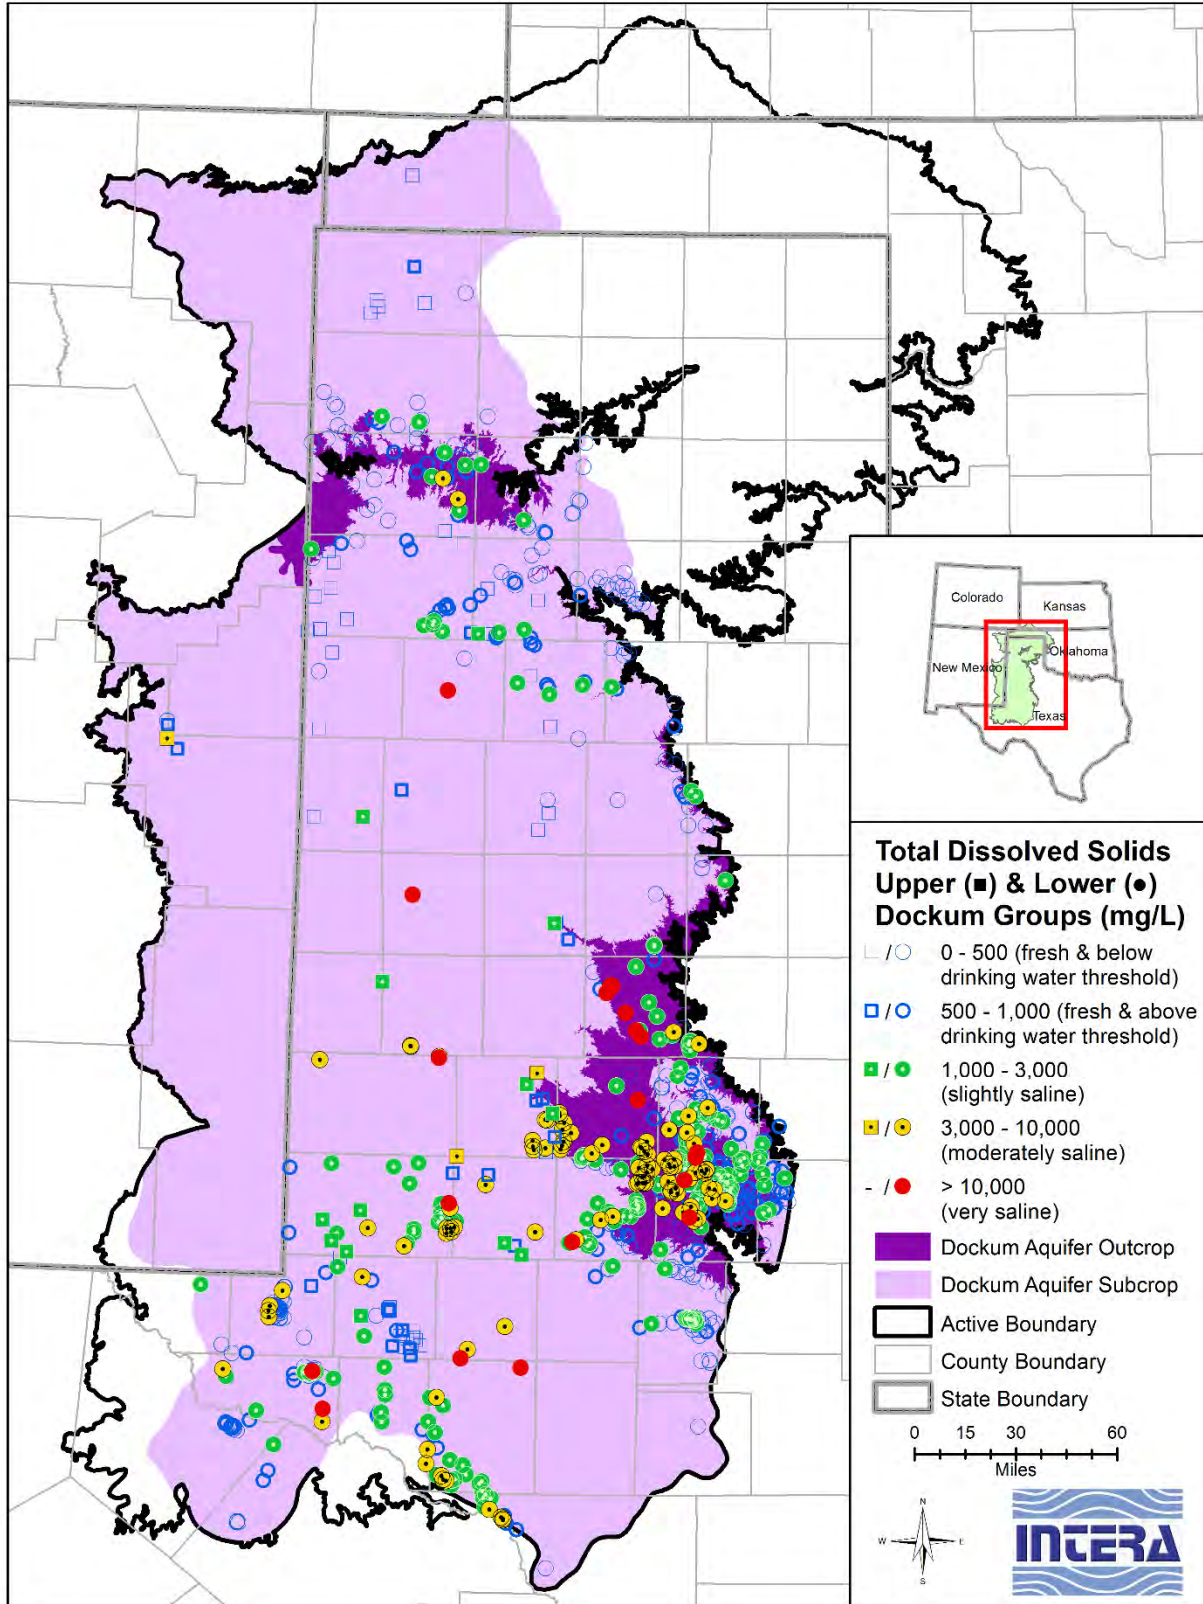 Colorado
Kansas
New Mexico
Oklahoma
Texas
Total Dissolved Solids
Upper (■) & Lower (●)
Dockum Groups (mg/L)
/ 0 - 500 (fresh & below
drinking water threshold)
/ 500 - 1,000 (fresh & above
drinking water threshold)
/ 1,000 - 3,000
(slightly saline)
/ 3,000 - 10,000
(moderately saline)
- / > 10,000
(very saline)
Dockum Aquifer Outcrop
Dockum Aquifer Subcrop
Active Boundary
County Boundary
State Boundary
0 15 30 60
Miles
N
W E
S
INTERA